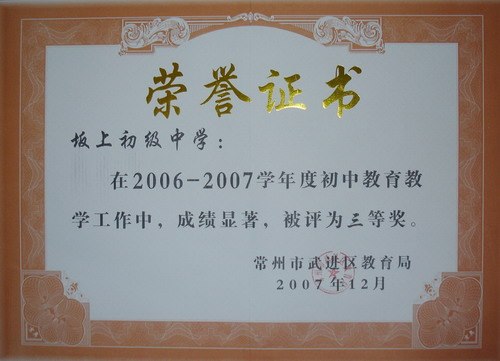 荣誉证书
坂上初级中学：
在2006-2007学年度初中教育教
学工作中，成绩显著，被评为三等奖。
常州市武进区教育局
2007年12月